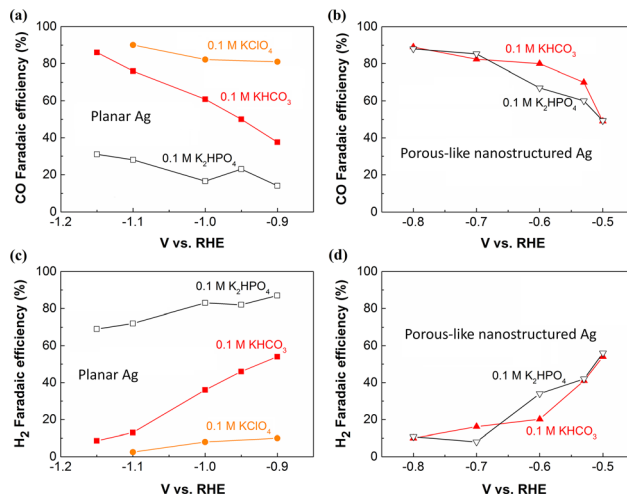 (a)
CO Faradaic efficiency (%)
100
80
60
40
20
0
0.1 M KClO4
0.1 M KHCO3
Planar Ag
0.1 M K2HPO4
-1.2
-1.1
-1.0
-0.9
V vs. RHE
(b)
CO Faradaic efficiency (%)
100
80
60
40
20
0
0.1 M KHCO3
0.1 M K2HPO4
Porous-like nanostructured Ag
-0.8
-0.7
-0.6
-0.5
V vs. RHE
(c)
H2 Faradaic efficiency (%)
100
80
60
40
20
0
0.1 M K2HPO4
0.1 M KHCO3
Planar Ag
0.1 M KClO4
-1.2
-1.1
-1.0
-0.9
V vs. RHE
(d)
H2 Faradaic efficiency (%)
100
80
60
40
20
0
Porous-like nanostructured Ag
0.1 M K2HPO4
0.1 M KHCO3
-0.8
-0.7
-0.6
-0.5
V vs. RHE